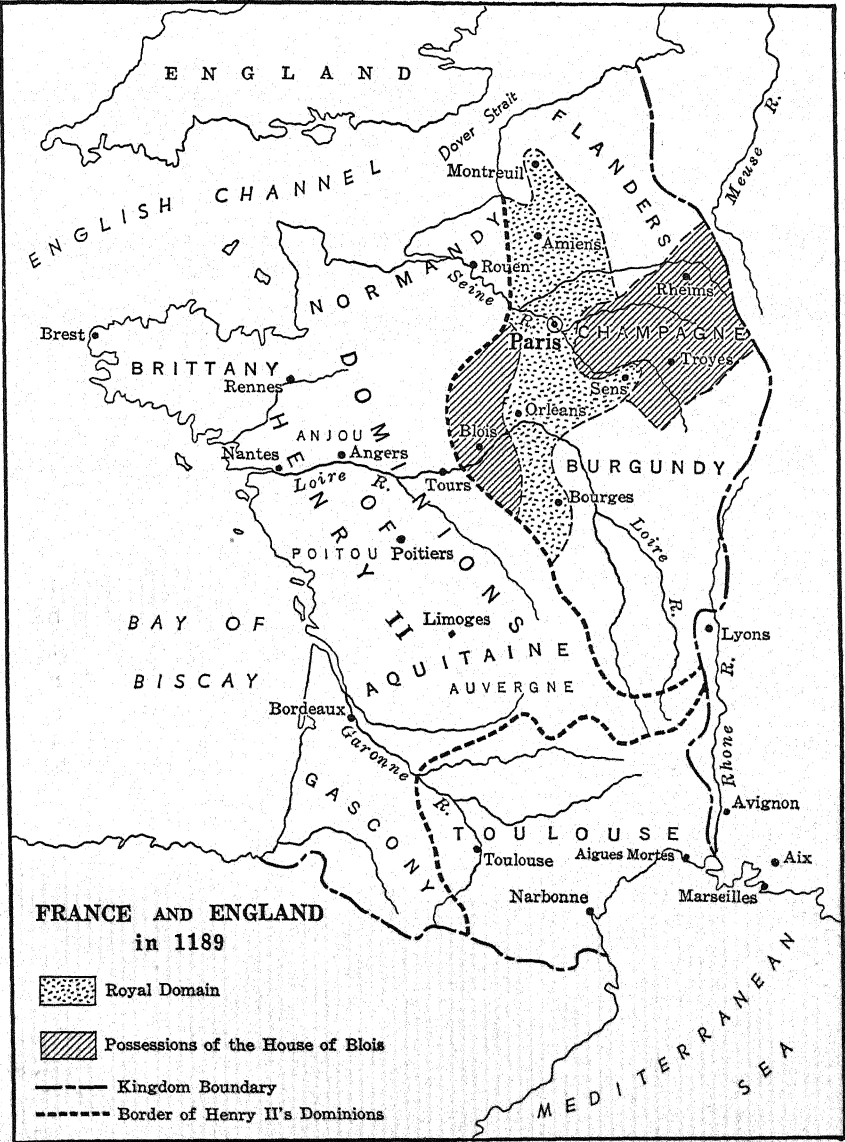 ENGLAND
Dover Strait
FLANDERS
Meuse R.
Montreuil
ENGLISH CHANNEL
Amiens
NORMANDY
Rouen
Seine R.
Rheims
Brest
Paris
CHAMPAGNE
BRITTANY
Troyes
Rennes
Sens
Orleans
DOMINIONS
OF
HENRY II
ANJOU
Blois
Nantes
Angers
BURGUNDY
Loire R.
Tours
Bourges
POITOU
Poitiers
Loire R.
BAY OF
BISCAY
Limoges
Lyons
AQUITAINE
AUVERGNE
Bordeaux
Garonne R.
Rhone R.
GASCONY
Avignon
TOULOUSE
Toulouse
Aigues Mortes
Aix
Narbonne
Marseilles
MEDITERRANEAN
SEA
FRANCE AND ENGLAND
in 1189
Royal Domain
Possessions of the House of Blois
Kingdom Boundary
Border of Henry II's Dominions